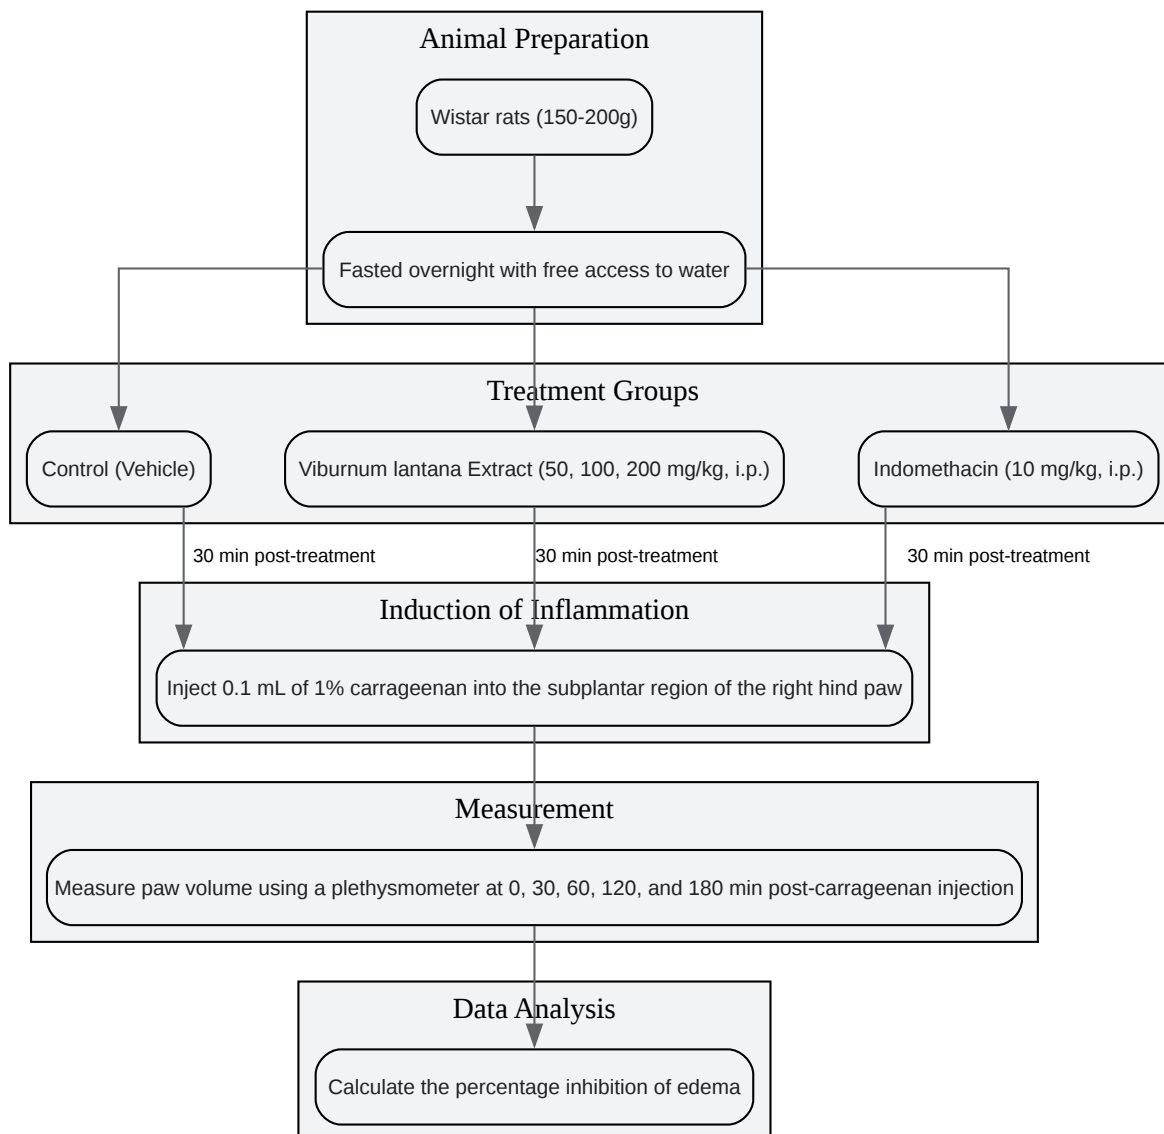 Animal Preparation
Wistar rats (150-200g)
Fasted overnight with free access to water
Treatment Groups
Control (Vehicle)
Viburnum lantana Extract (50, 100, 200 mg/kg, i.p.)
Indomethacin (10 mg/kg, i.p.)
30 min post-treatment
30 min post-treatment
30 min post-treatment
Induction of Inflammation
Inject 0.1 mL of 1% carrageenan into the subplantar region of the right hind paw
Measurement
Measure paw volume using a plethysmometer at 0, 30, 60, 120, and 180 min post-carrageenan injection
Data Analysis
Calculate the percentage inhibition of edema